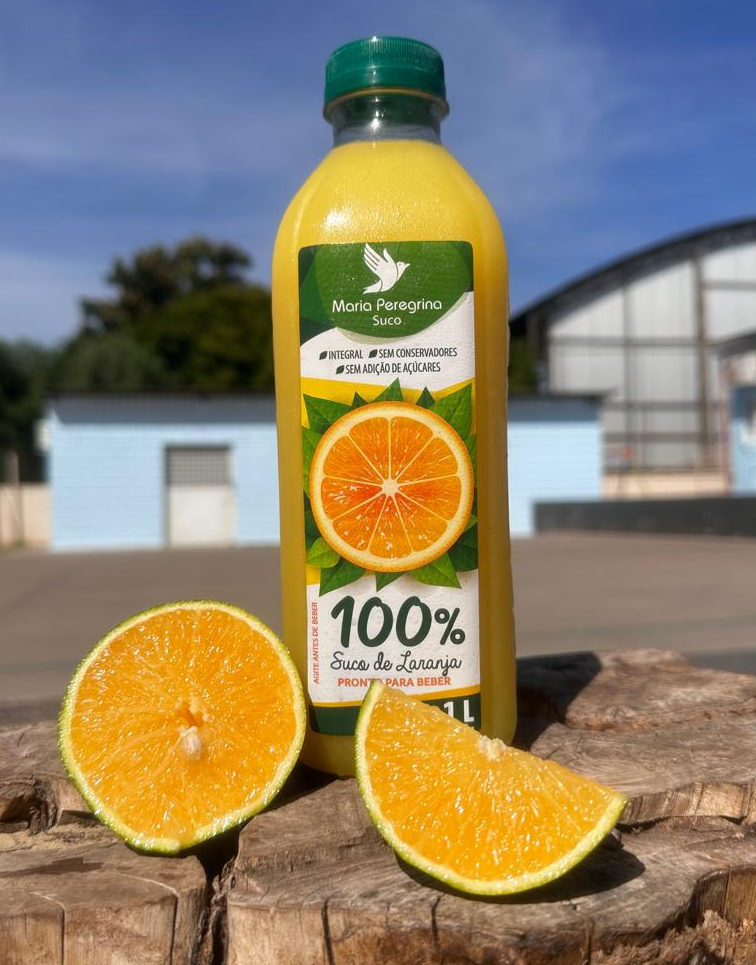 Maria Peregrina
Suco
INTEGRAL SEM CONSERVADORES
SEM ADIÇÃO DE AÇÚCARES
AGITE ANTES DE BEBER
100%
Suco de Laranja
PRONTO PARA BEBER
1 L